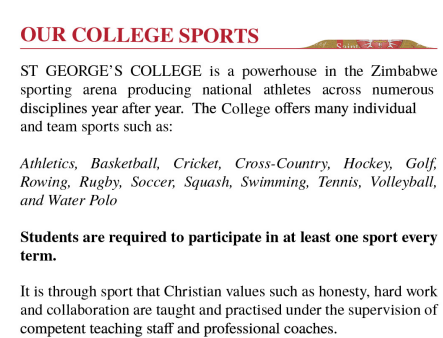 OUR COLLEGE SPORTS
ST GEORGE'S COLLEGE is a powerhouse in the Zimbabwe
sporting arena producing national athletes across numerous
disciplines year after year. The College offers many individual
and team sports such as:
Athletics, Basketball, Cricket, Cross-Country, Hockey, Golf,
Rowing, Rugby, Soccer, Squash, Swimming, Tennis, Volleyball,
and Water Polo
Students are required to participate in at least one sport every
term.
It is through sport that Christian values such as honesty, hard work
and collaboration are taught and practised under the supervision of
competent teaching staff and professional coaches.